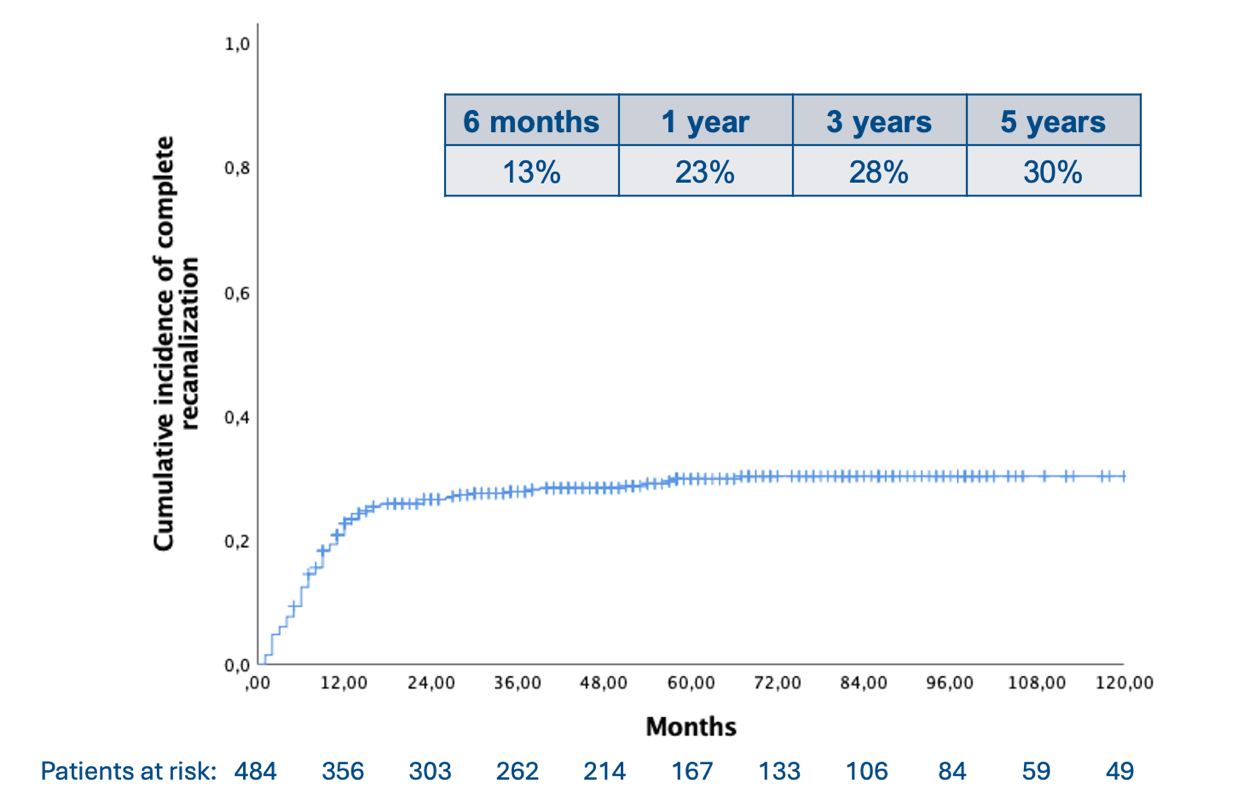 Cumulative incidence of complete
recanalization
1,0
0,8
0,6
0,4
0,2
0,0
6 months 1 year 3 years 5 years
13% 23% 28% 30%
,00 12,00 24,00 36,00 48,00 60,00 72,00 84,00 96,00 108,00 120,00
Months
Patients at risk: 484 356 303 262 214 167 133 106 84 59 49